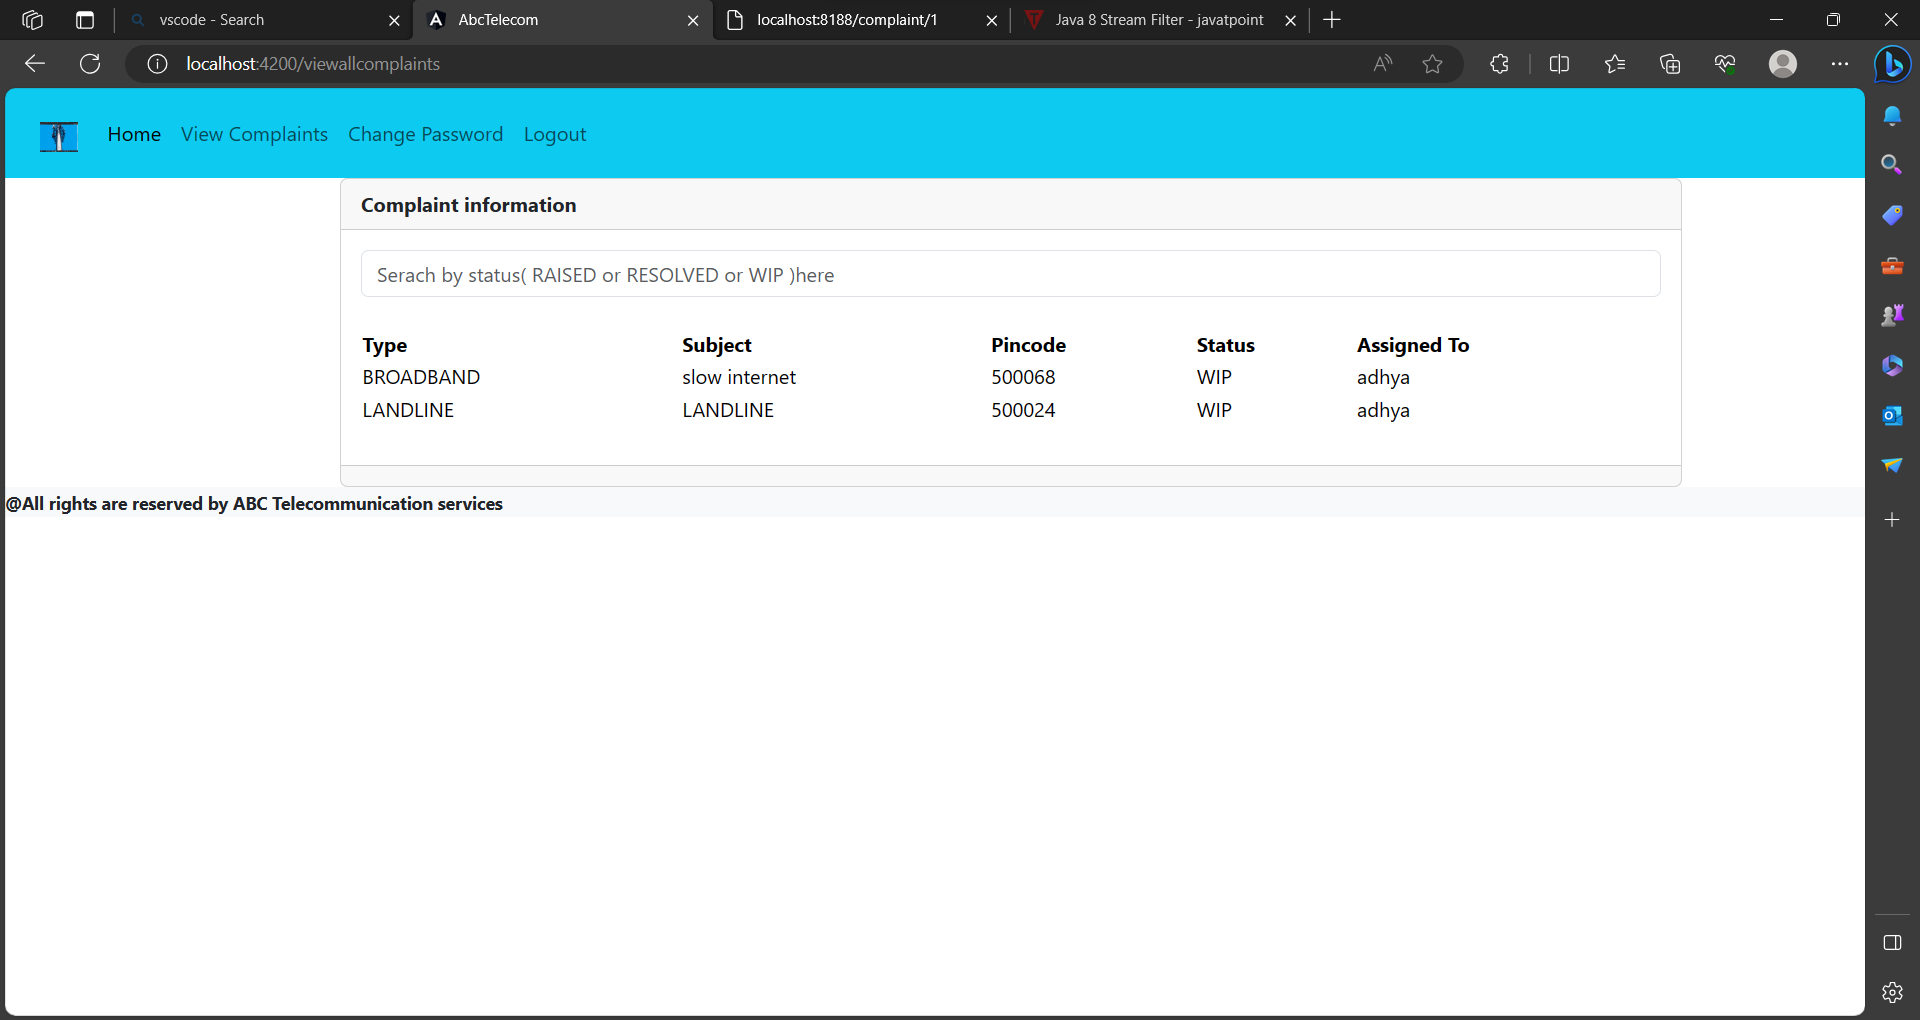 vscode - Search
AbcTelecom
localhost:8188/complaint/1
Java 8 Stream Filter - javatpoint
localhost:4200/viewallcomplaints
Home View Complaints Change Password Logout
Complaint information
Serach by status( RAISED or RESOLVED or WIP )here
Type Subject Pincode Status Assigned To
BROADBAND slow internet 500068 WIP adhya
LANDLINE LANDLINE 500024 WIP adhya
@All rights are reserved by ABC Telecommunication services